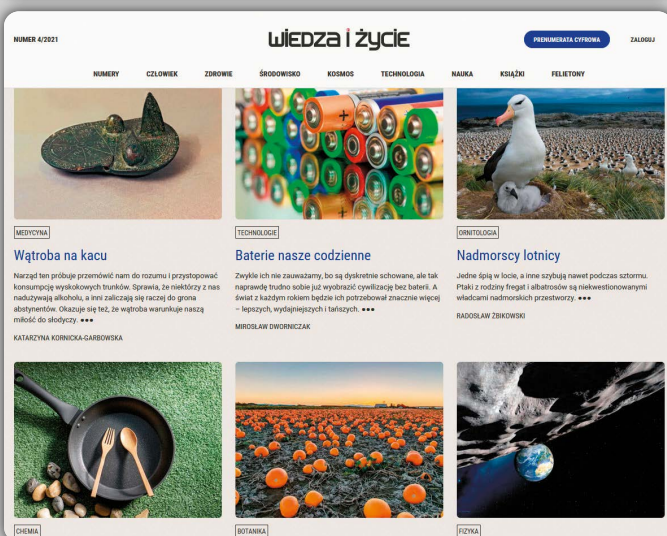 NUMER 4/2021
wiedza i życie
PRENUMERATA CYFROWA
ZALOGUJ
NUMERY CZŁOWIEK ZDROWIE ŚRODOWISKO KOSMOS TECHNOLOGIA NAUKA KSIĄŻKI FELIETONY
MEDYCYNA
Wątroba na kacu
Narząd ten próbuje przemówić nam do rozumu i przystopować
konsumpcję wyskokowych trunków. Sprawia, że niektórzy z nas
nadużywają alkoholu, a inni zaliczają się raczej do grona
abstynentów. Okazuje się też, że wątroba warunkuje naszą
miłość do słodyczy. •••
KATARZYNA KORNICKA-GARBOWSKA
TECHNOLOGIE
Baterie nasze codzienne
Zwykle ich nie zauważamy, bo są dyskretnie schowane, ale tak
naprawdę trudno sobie już wyobrazić cywilizację bez baterii. A
świat z każdym rokiem będzie ich potrzebował znacznie więcej
– lepszych, wydajniejszych i tańszych. •••
MIROSŁAW DWORNICZAK
ORNITOLOGIA
Nadmorscy lotnicy
Jedne śpią w locie, a inne szybują nawet podczas sztormu.
Ptaki z rodziny fregat i albatrosów są niekwestionowanymi
władcami nadmorskich przestworzy. •••
RADOSŁAW ŻBIKOWSKI
CHEMIA
BOTANIKA
FIZYKA